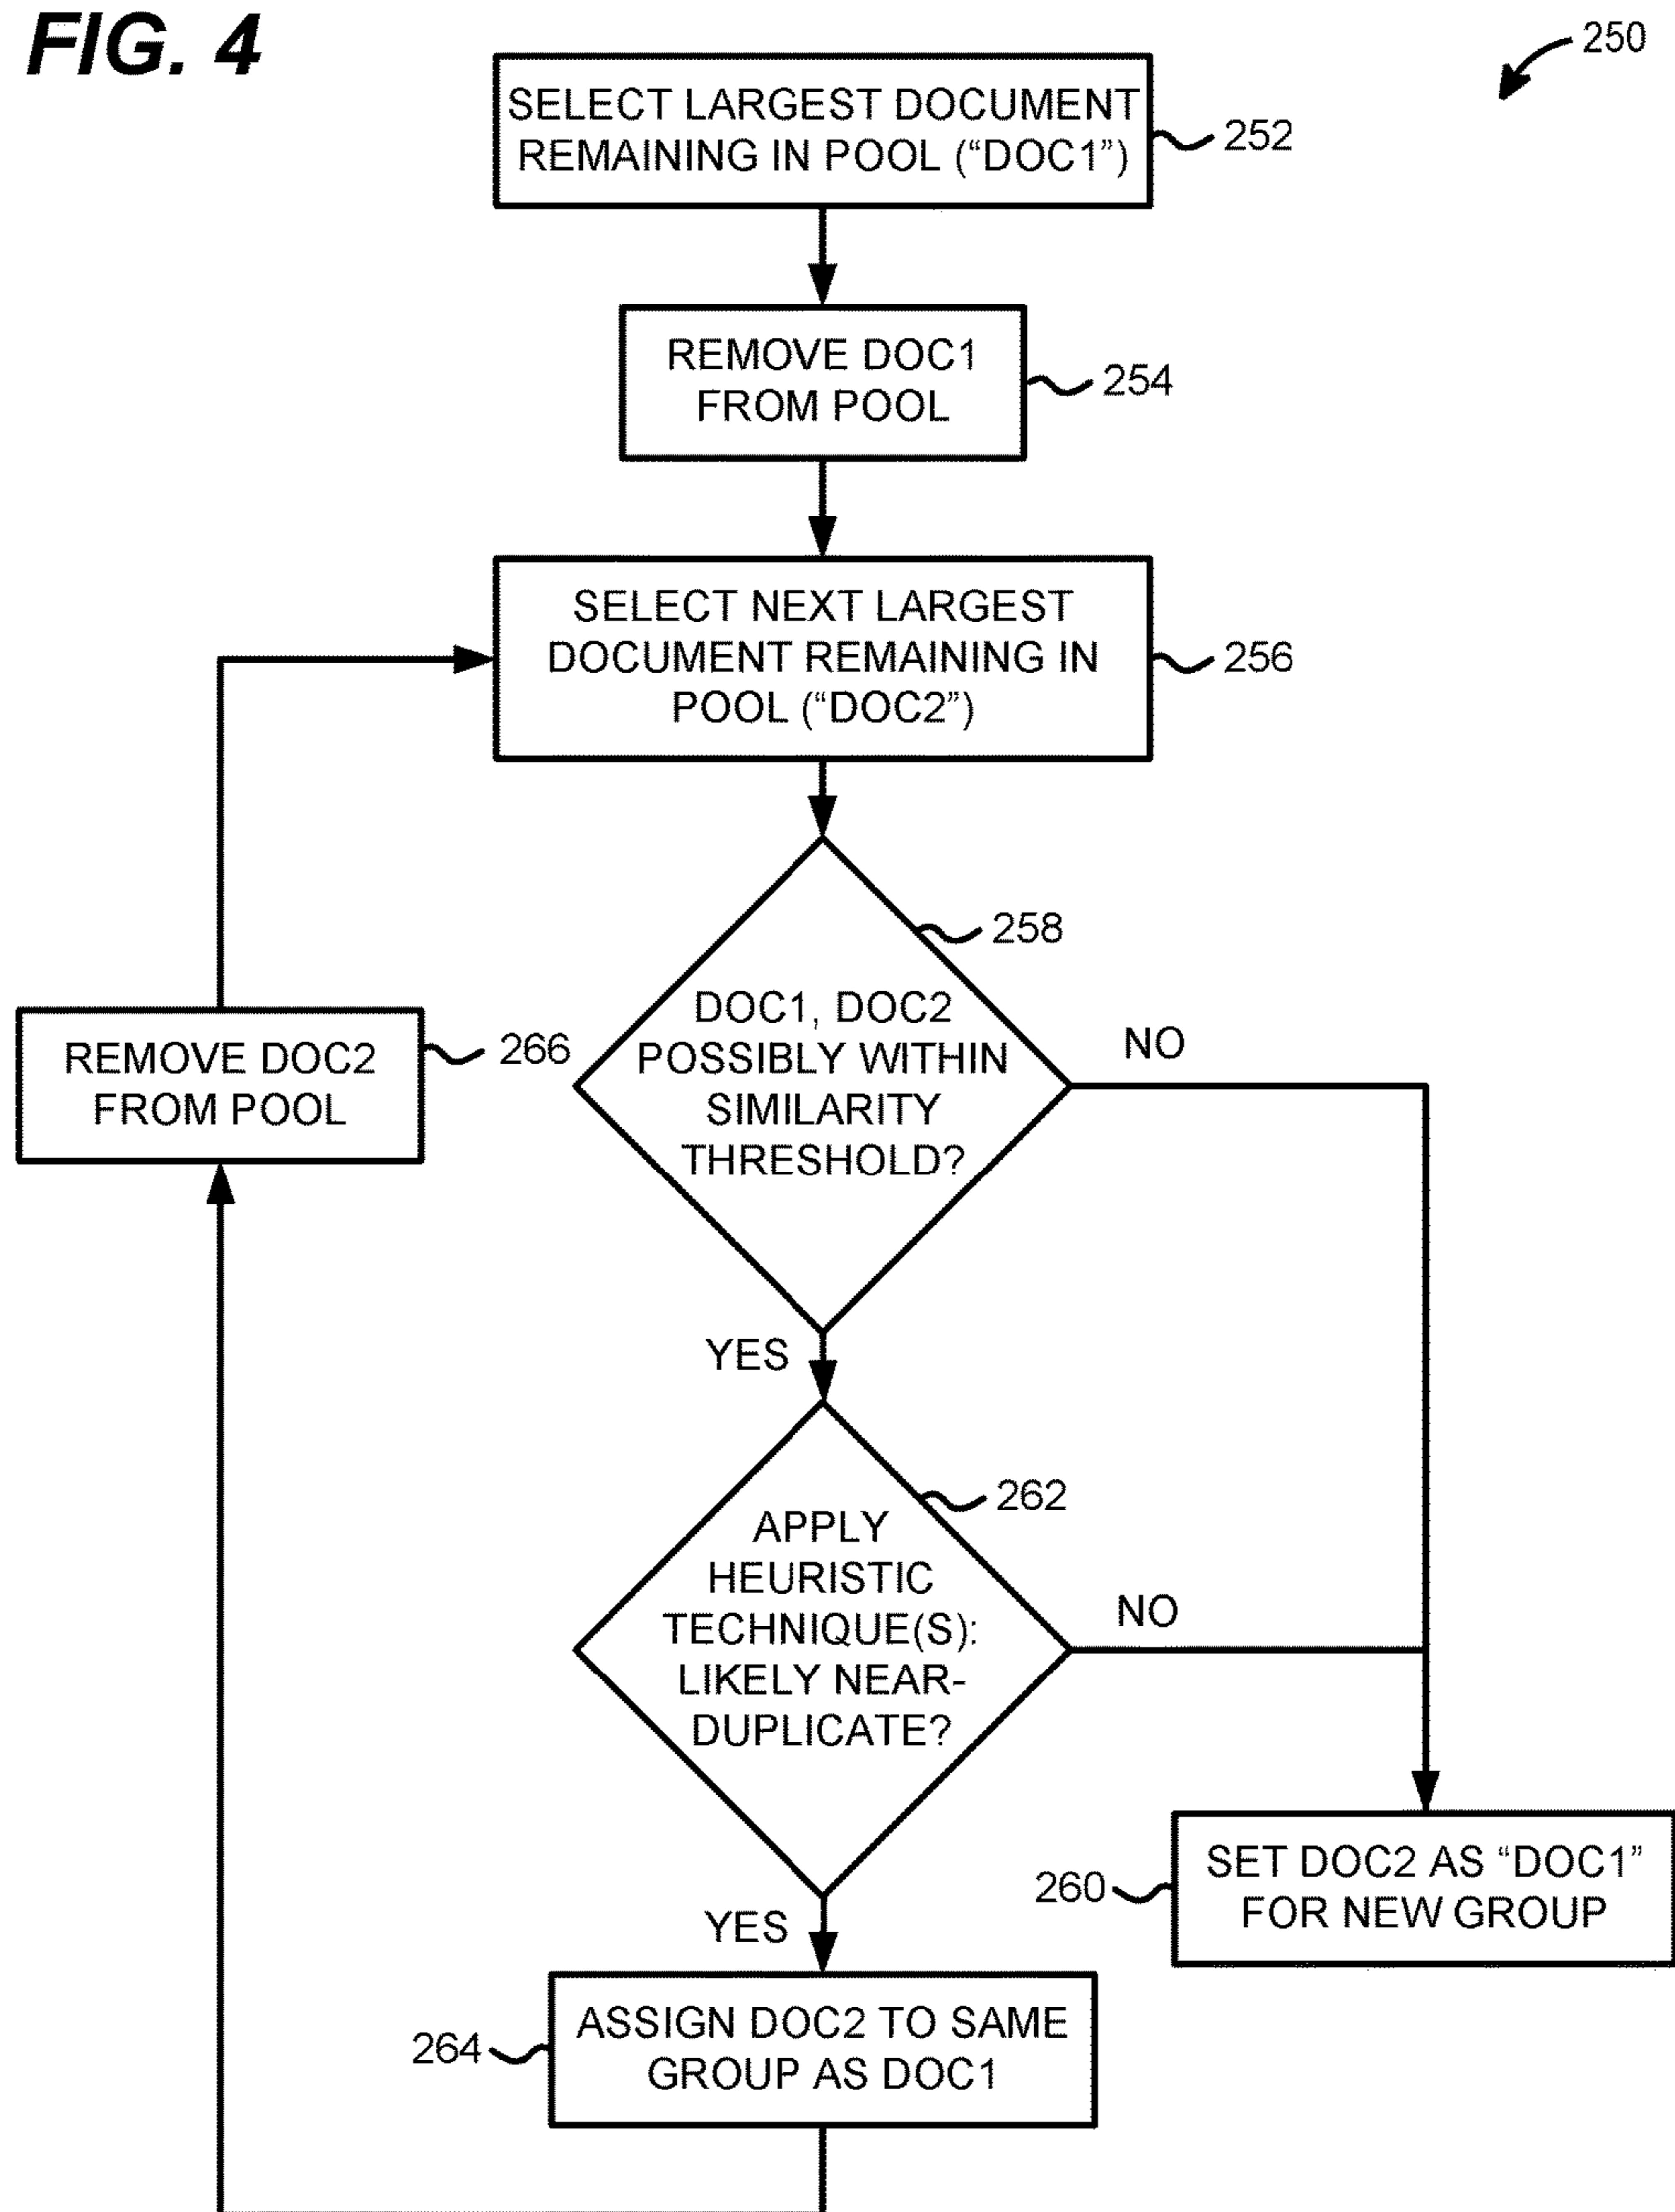 FIG. 4
250
SELECT LARGEST DOCUMENT
REMAINING IN POOL (“DOC1”)
252
REMOVE DOC1
FROM POOL
254
SELECT NEXT LARGEST
DOCUMENT REMAINING IN
POOL (“DOC2”)
256
258
DOC1, DOC2
POSSIBLY WITHIN
SIMILARITY
THRESHOLD?
NO
REMOVE DOC2
FROM POOL
266
YES
262
APPLY
HEURISTIC
TECHNIQUE(S):
LIKELY NEAR-
DUPLICATE?
NO
260
SET DOC2 AS “DOC1”
FOR NEW GROUP
YES
264
ASSIGN DOC2 TO SAME
GROUP AS DOC1